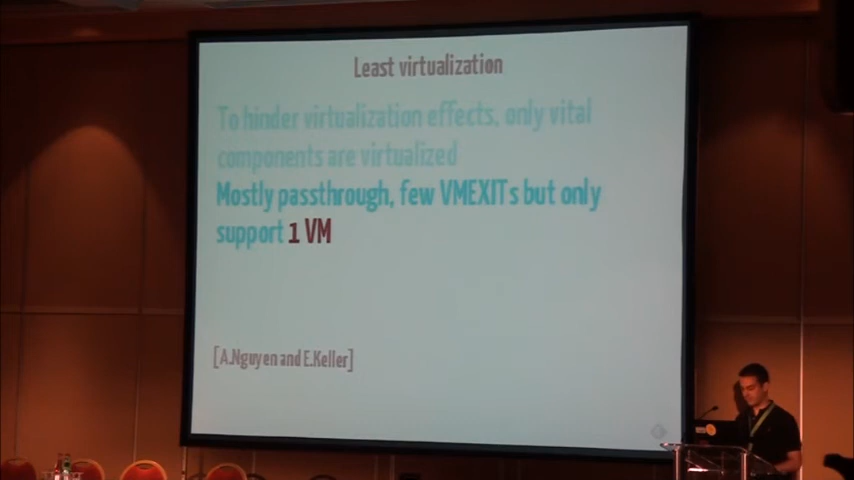 Least virtualization
To hinder virtualization effects, only vital
components are virtualized
Mostly passthrough, few VMEXITs but only
support 1 VM
[A.Nguyen and E.Keller]